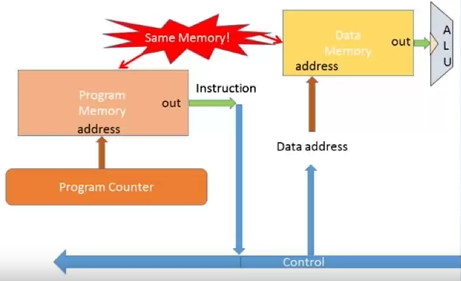 Same Memory!
Data
Memory
out
address
A
L
U
Program
Memory
out
address
Instruction
Data address
Program Counter
Control